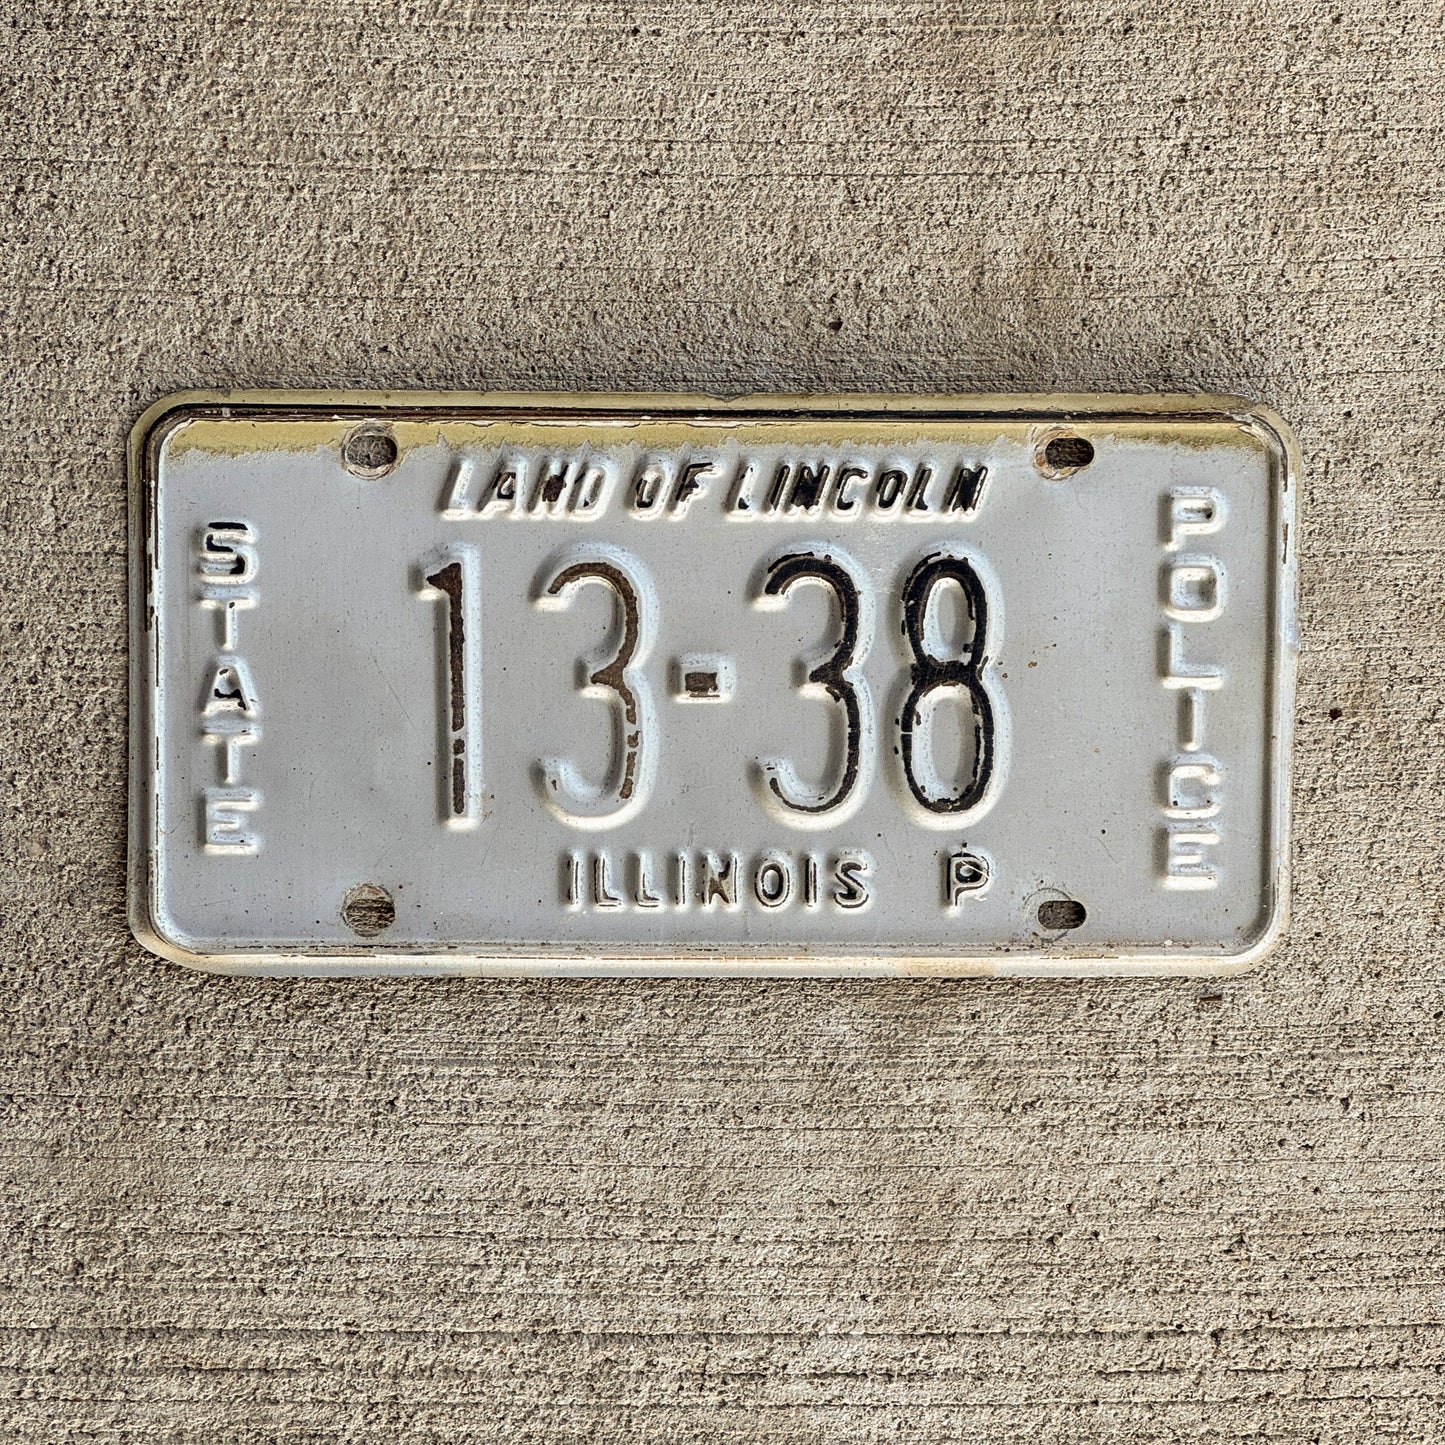 LAND OF LINCOLN
STATE
13-38
POLICE
ILLINOIS P